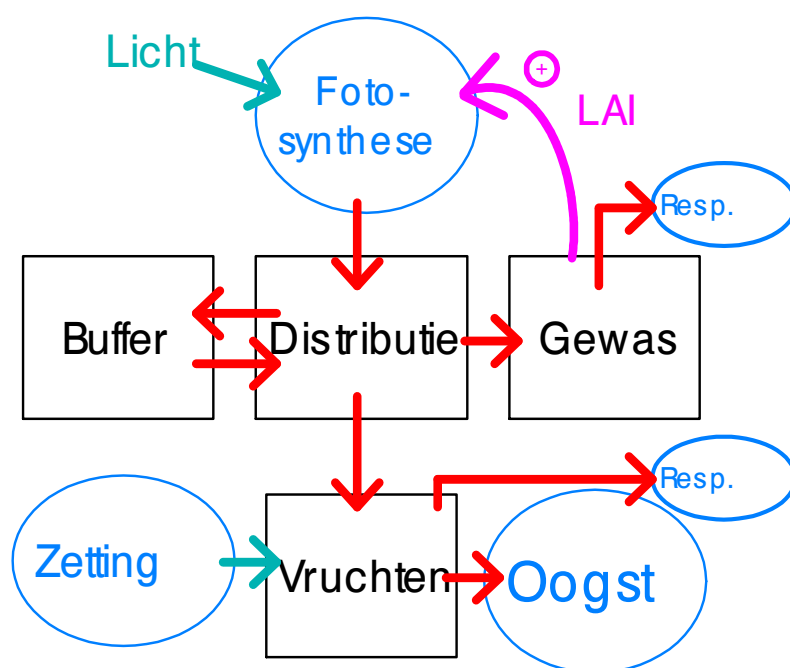 Licht
Foto-
synthese
+
LAI
Resp.
Buffer
Distributie
Gewas
Resp.
Zetting
Vruchten
Oogst